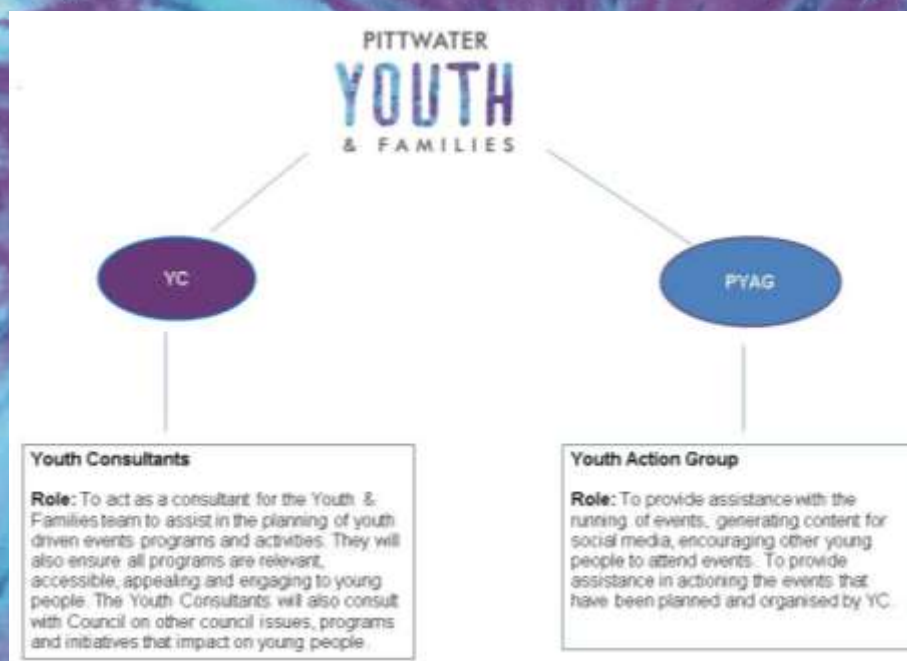 PITTWATER
YOUTH
& FAMILIES
YC
PYAG
Youth Consultants
Role: To act as a consultant for the Youth &
Families team to assist in the planning of youth
driven events programs and activities. They will
also ensure all programs are relevant,
accessible, appealing and engaging to young
people. The Youth Consultants will also consult
with Council on other council issues, programs
and initiatives that impact on young people.
Youth Action Group
Role: To provide assistance with the
running of events, generating content for
social media, encouraging other young
people to attend events. To provide
assistance in actioning the events that
have been planned and organised by YC.